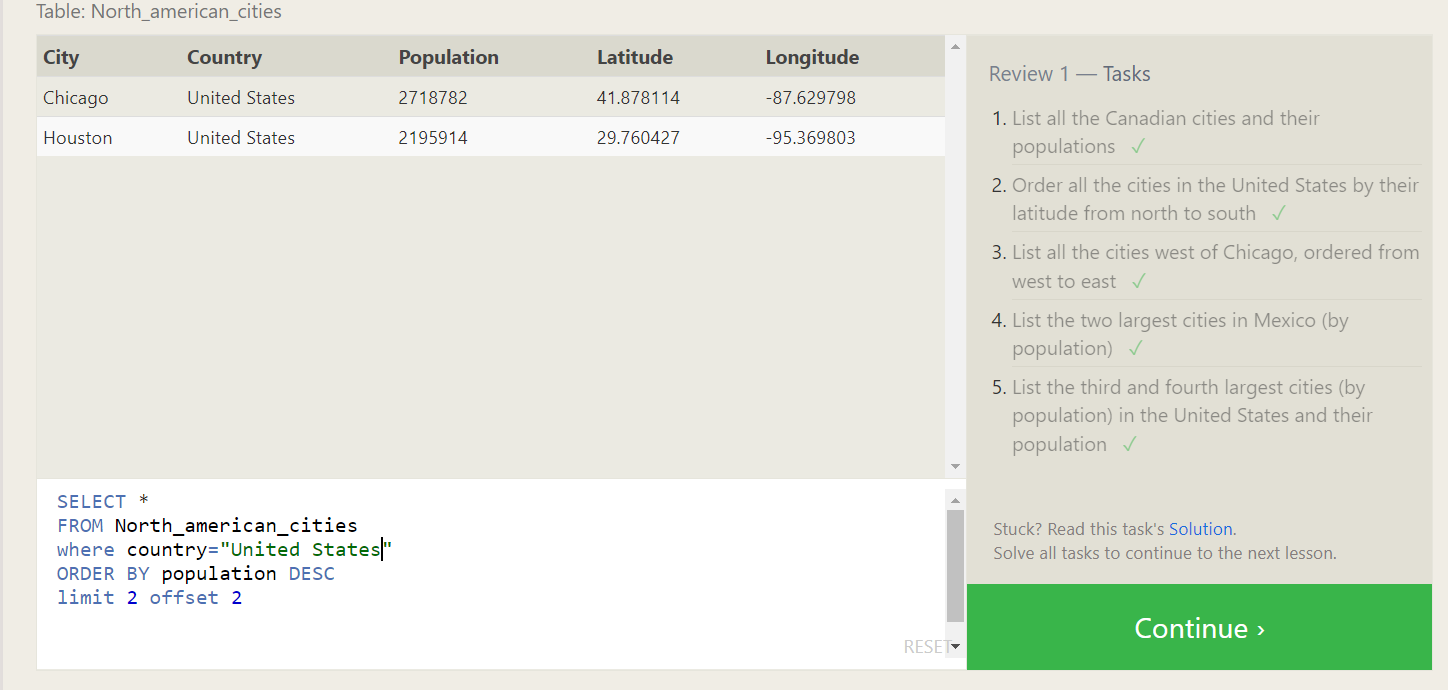 Table: North_american_cities
City Country Population Latitude Longitude
Chicago United States 2718782 41.878114 -87.629798
Houston United States 2195914 29.760427 -95.369803
SELECT *
FROM North_american_cities
where country="United States"
ORDER BY population DESC
limit 2 offset 2
RESET
Review 1 — Tasks
1. List all the Canadian cities and their
populations ✓
2. Order all the cities in the United States by their
latitude from north to south ✓
3. List all the cities west of Chicago, ordered from
west to east ✓
4. List the two largest cities in Mexico (by
population) ✓
5. List the third and fourth largest cities (by
population) in the United States and their
population ✓
Stuck? Read this task's Solution.
Solve all tasks to continue to the next lesson.
Continue ›